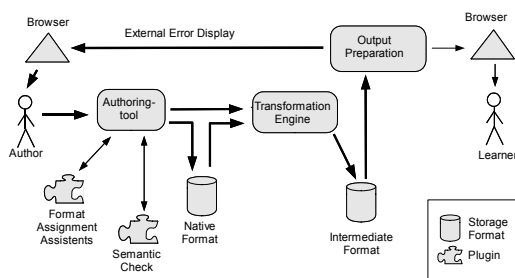 Browser
External Error Display
Output
Preparation
Browser
Authoring-
tool
Transformation
Engine
Author
Learner
Format
Assignment
Assistents
Semantic
Check
Native
Format
Intermediate
Format
Storage
Format
Plugin